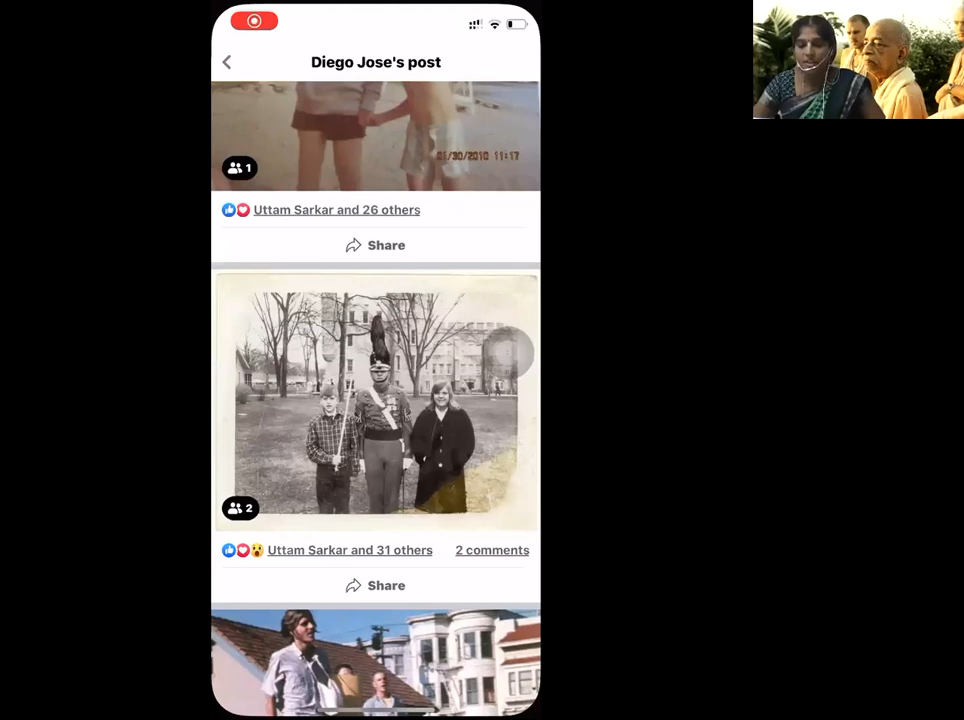 Diego Jose's post
01/30/2010 11:17
1
Uttam Sarkar and 26 others
Share
2
Uttam Sarkar and 31 others 2 comments
Share